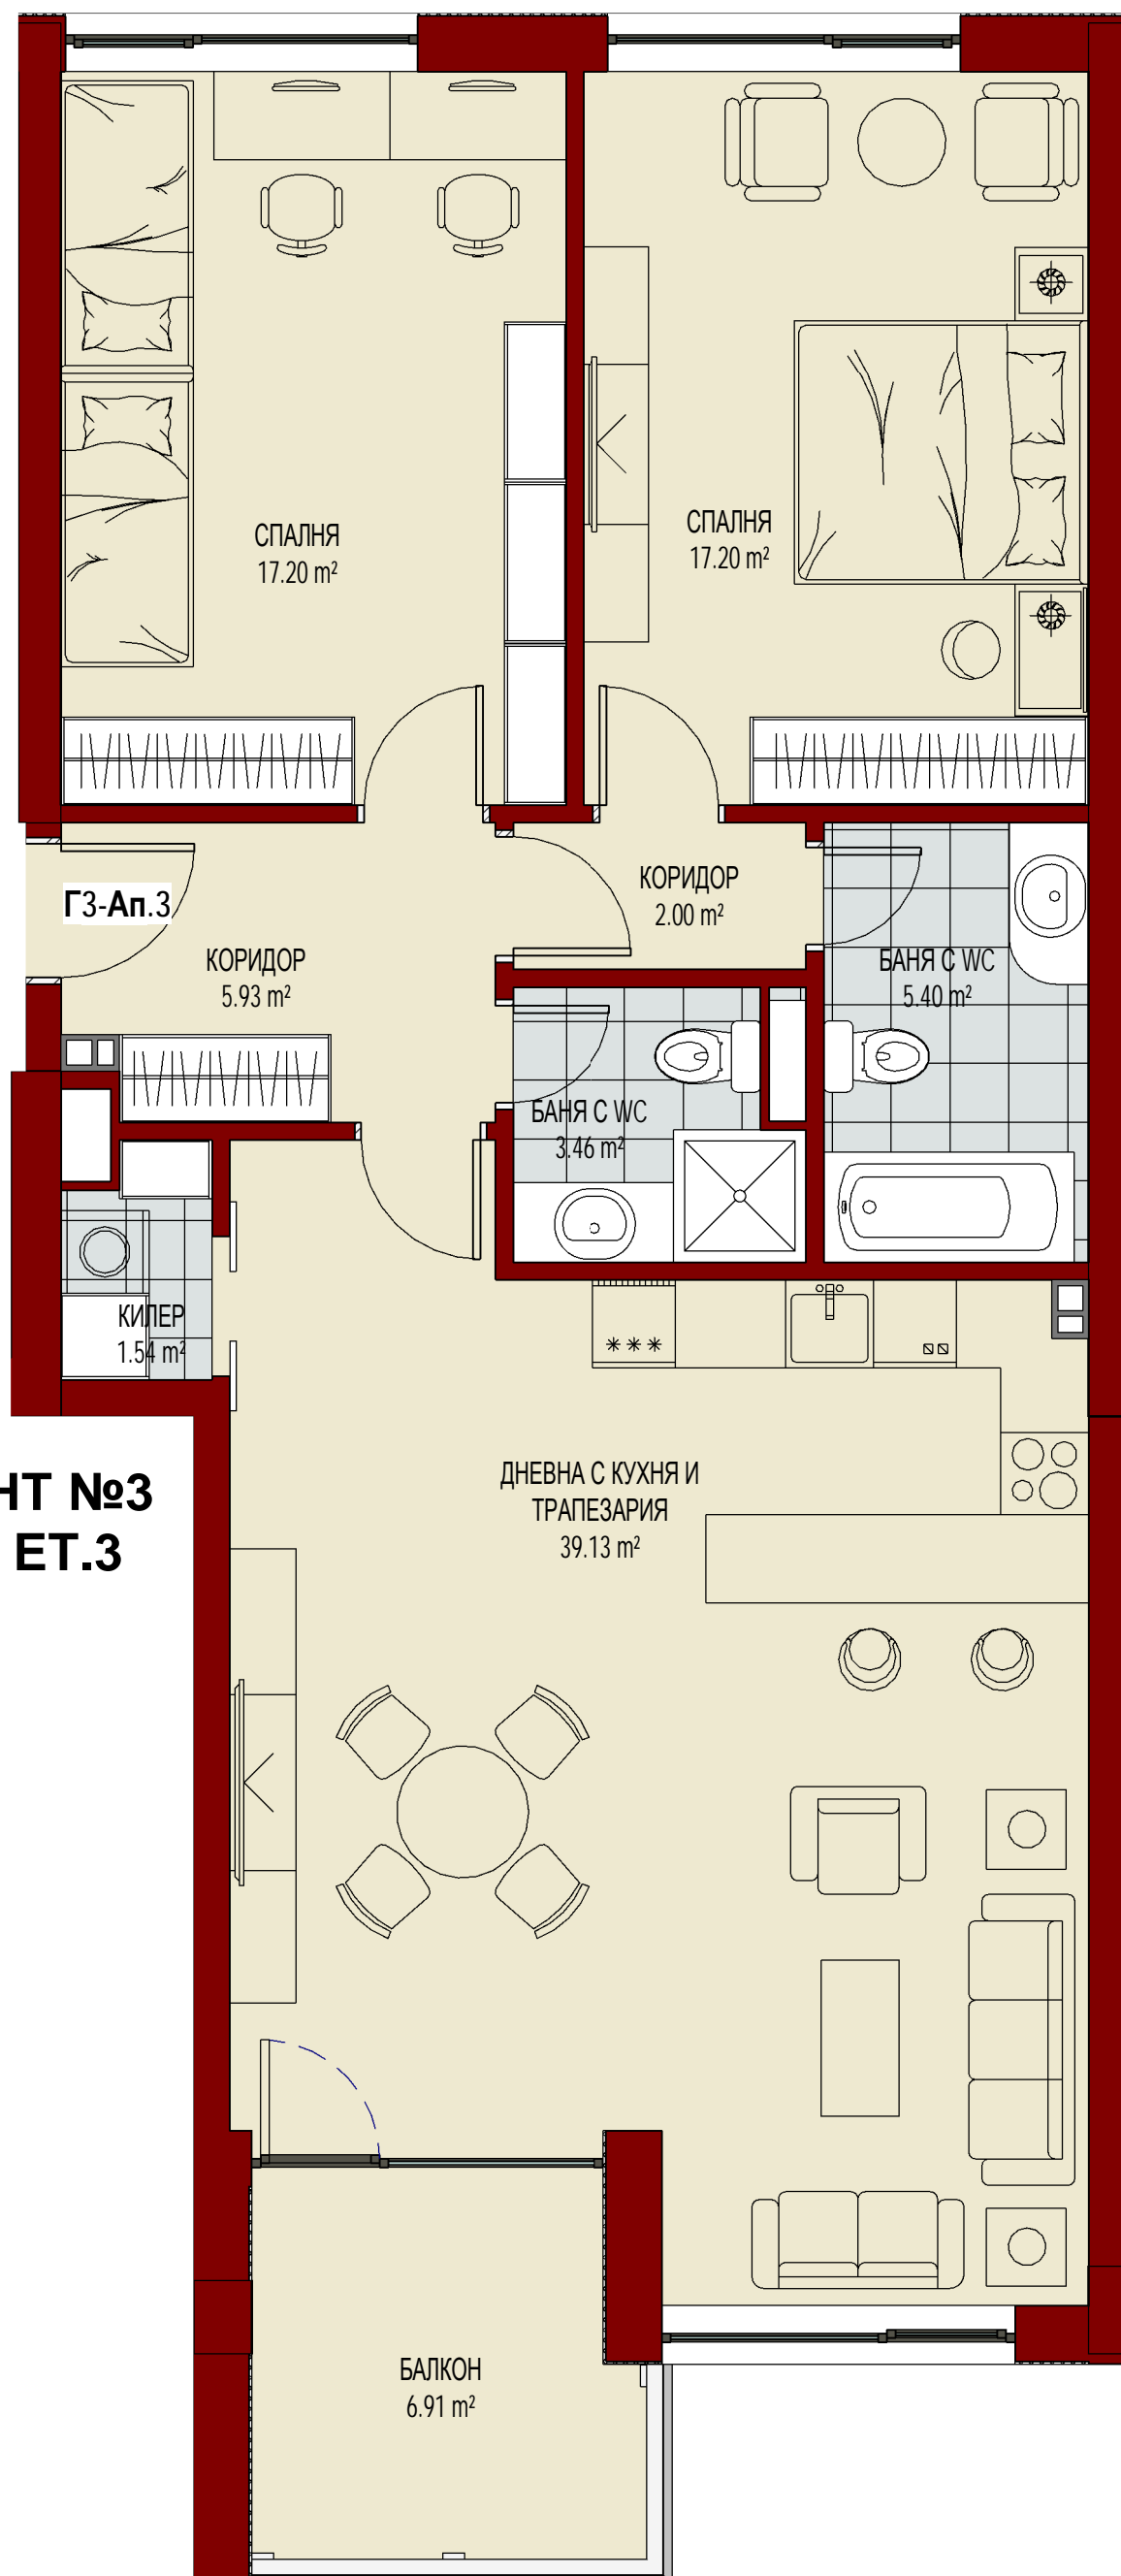 СПАЛНЯ
17.20 m²
СПАЛНЯ
17.20 m²
Г3-Ап.3
КОРИДОР
5.93 m²
КОРИДОР
2.00 m²
БАНЯ С WC
5.40 m²
БАНЯ С WC
3.46 m²
КИЛЕР
1.54 m²
НТ №3
ЕТ.3
ДНЕВНА С КУХНЯ И
ТРАПЕЗАРИЯ
39.13 m²
БАЛКОН
6.91 m²